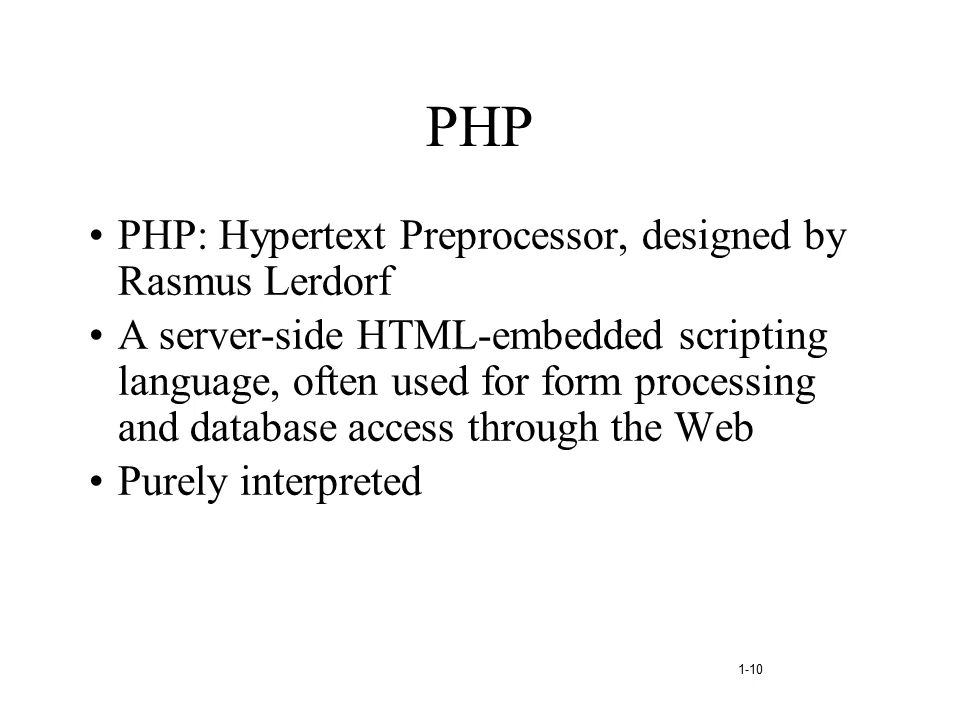 PHP
• PHP: Hypertext Preprocessor, designed by
Rasmus Lerdorf
• A server-side HTML-embedded scripting
language, often used for form processing
and database access through the Web
• Purely interpreted
1-10